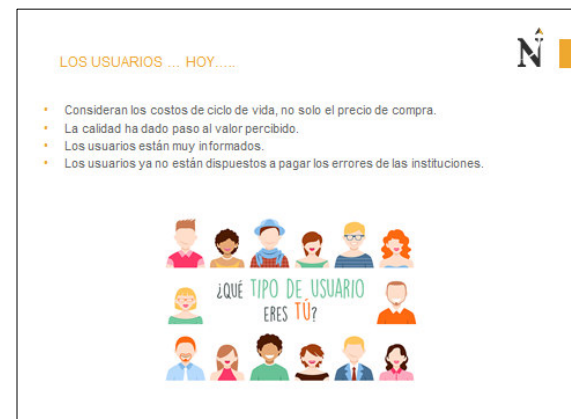 LOS USUARIOS ... HOY.....
N
• Consideran los costos de ciclo de vida, no solo el precio de compra.
• La calidad ha dado paso al valor percibido.
• Los usuarios están muy informados.
• Los usuarios ya no están dispuestos a pagar los errores de las instituciones.
¿QUÉ TIPO DE USUARIO
ERES TÚ?